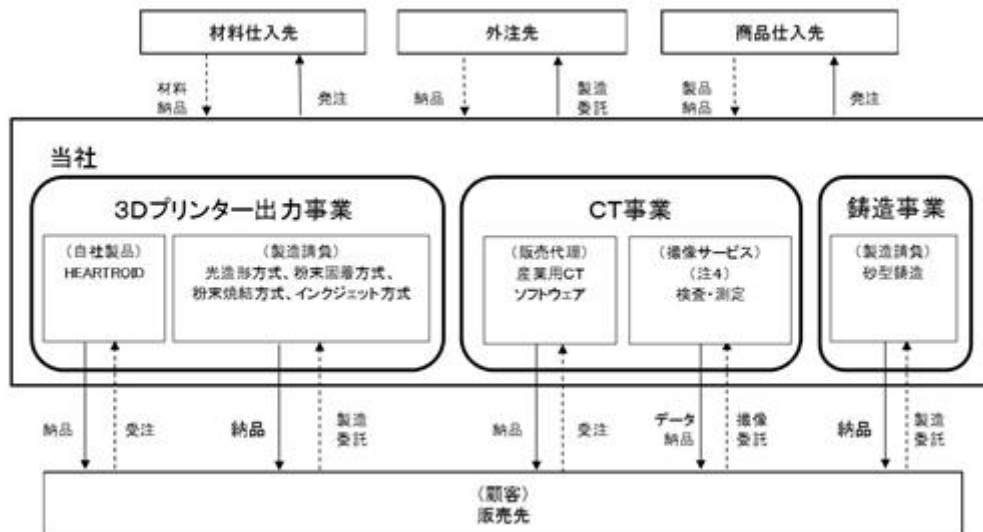 材料仕入先
外注先
商品仕入先
材料
納品
発注
納品
製造
委託
製品
納品
発注
当社
3Dプリンター出力事業
(自社製品)
HEARTROID
(製造請負)
光造形方式、粉末固着方式、
粉末焼結方式、インクジェット方式
CT事業
(販売代理)
産業用CT
ソフトウェア
(撮像サービス)
(注4)
検査・測定
鋳造事業
(製造請負)
砂型鋳造
納品
受注
納品
製造
委託
納品
受注
データ
納品
撮像
委託
納品
製造
委託
(顧客)
販売先